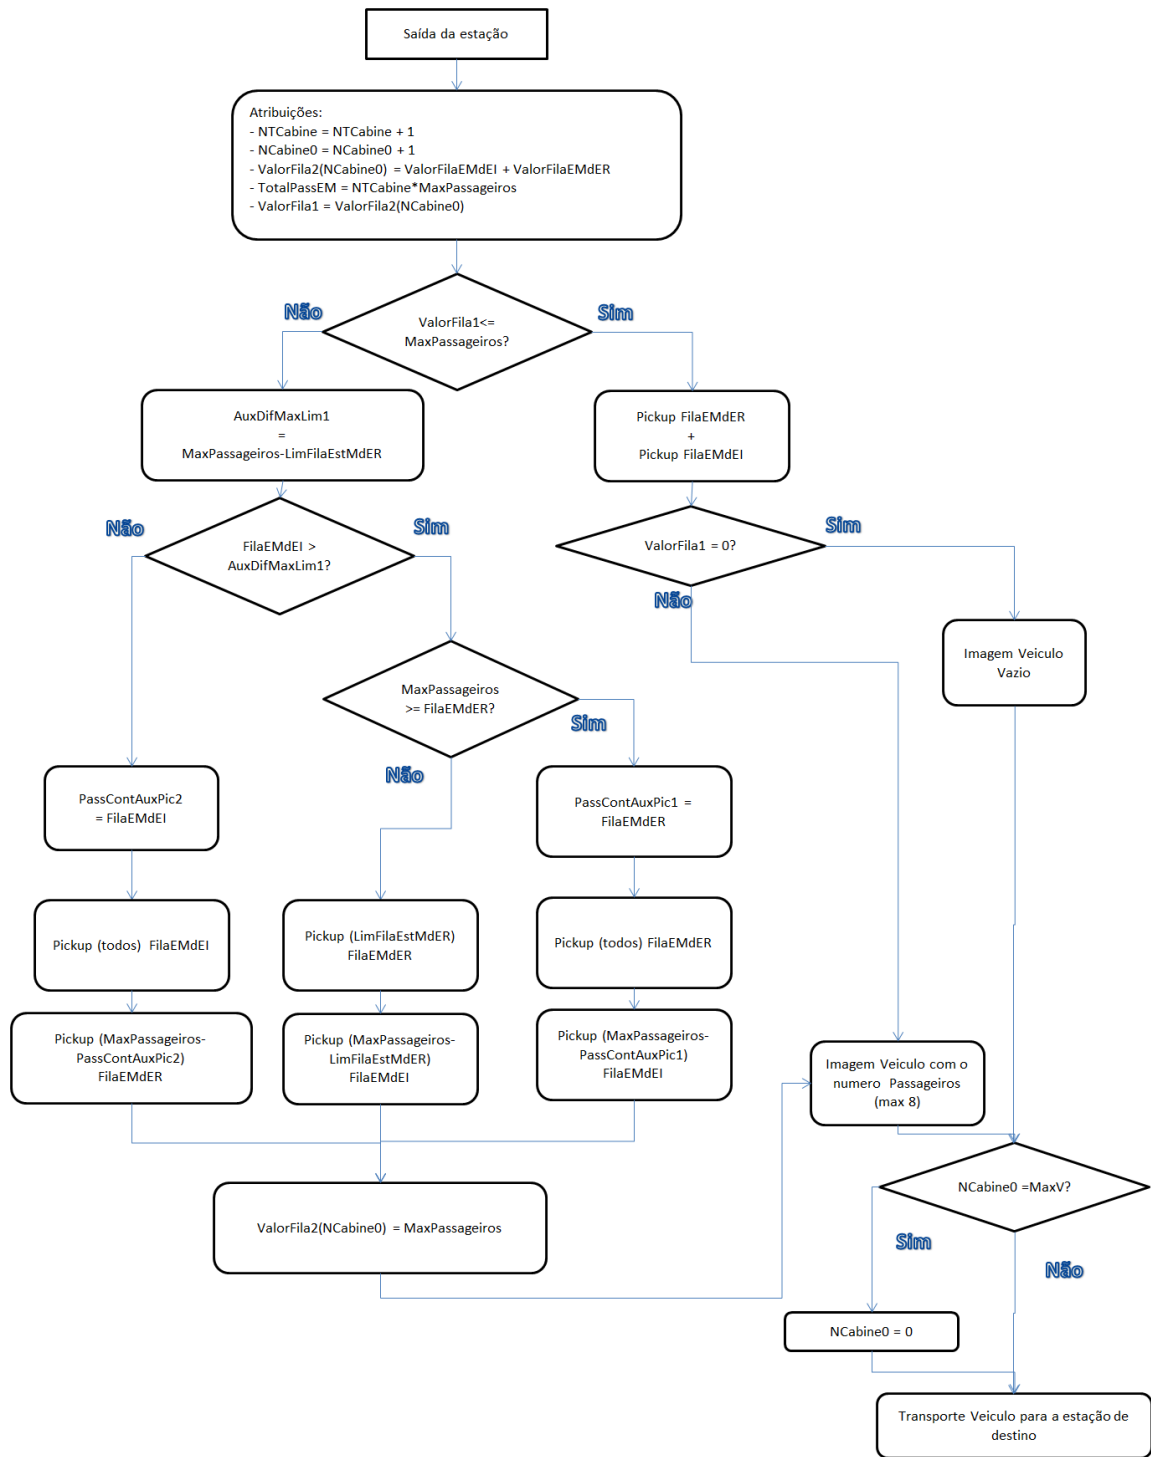 Saída da estação
Atribuições:
- NTCabine = NTCabine + 1
- NCabine0 = NCabine0 + 1
- ValorFila2(NCabine0) = ValorFilaEMdEI + ValorFilaEMdER
- TotalPassEM = NTCabine*MaxPassageiros
- ValorFila1 = ValorFila2(NCabine0)
Não
Sim
ValorFila1<=
MaxPassageiros?
AuxDifMaxLim1
=
MaxPassageiros-LimFilaEstMdER
Pickup FilaEMdER
+
Pickup FilaEMdEI
Não
Sim
FilaEMdEI >
AuxDifMaxLim1?
Sim
ValorFila1 = 0?
Não
Imagem Veiculo
Vazio
MaxPassageiros
>= FilaEMdER?
Sim
Não
PassContAuxPic2
= FilaEMdEI
PassContAuxPic1 =
FilaEMdER
Pickup (todos) FilaEMdEI
Pickup (LimFilaEstMdER)
FilaEMdER
Pickup (todos) FilaEMdER
Pickup (MaxPassageiros-
PassContAuxPic2)
FilaEMdER
Pickup (MaxPassageiros-
LimFilaEstMdER)
FilaEMdEI
Pickup (MaxPassageiros-
PassContAuxPic1)
FilaEMdEI
Imagem Veiculo com o
numero Passageiros
(max 8)
ValorFila2(NCabine0) = MaxPassageiros
NCabine0 =MaxV?
Sim
Não
NCabine0 = 0
Transporte Veiculo para a estação de
destino